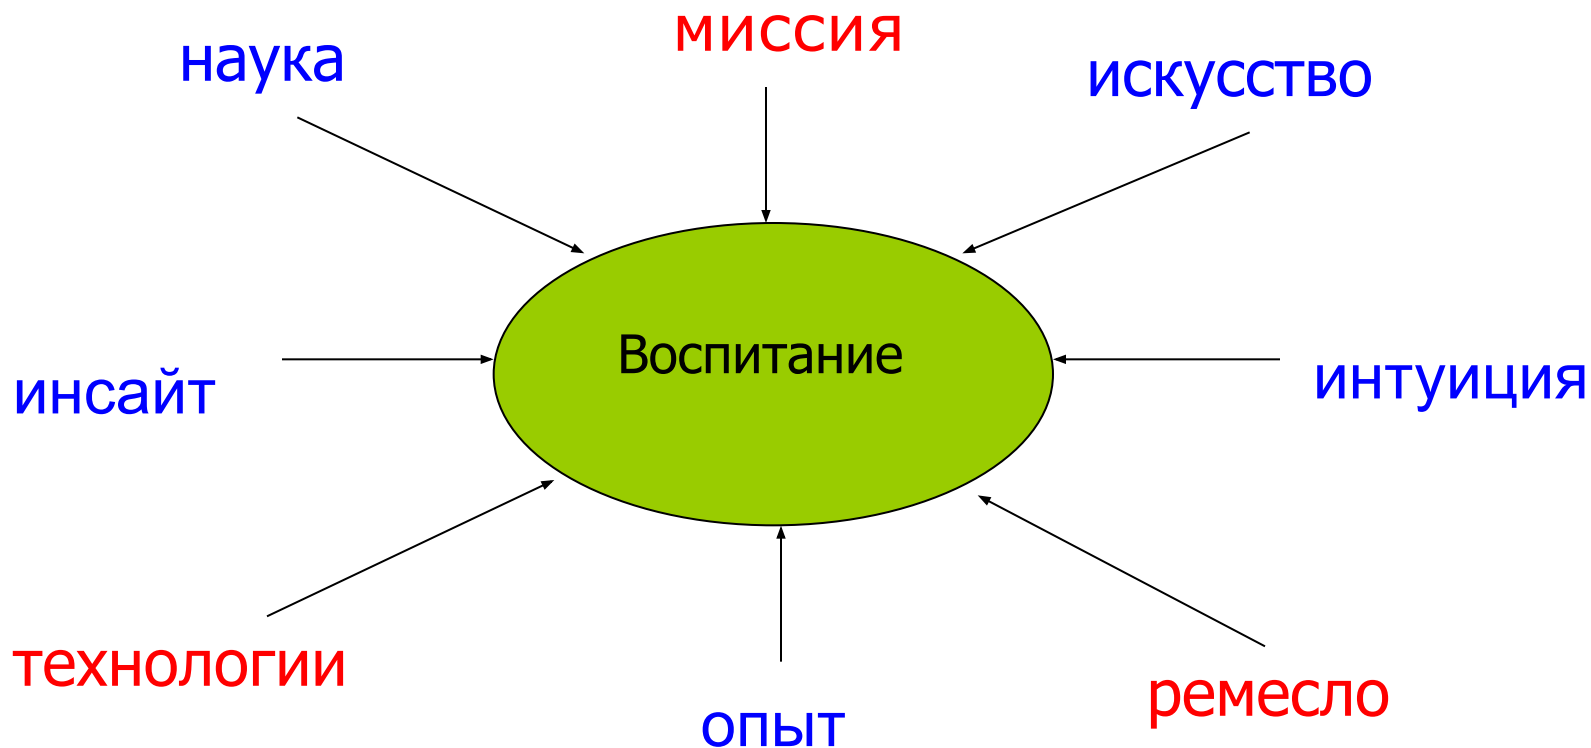 миссия
наука
искусство
Воспитание
инсайт
интуиция
технологии
ремесло
опыт